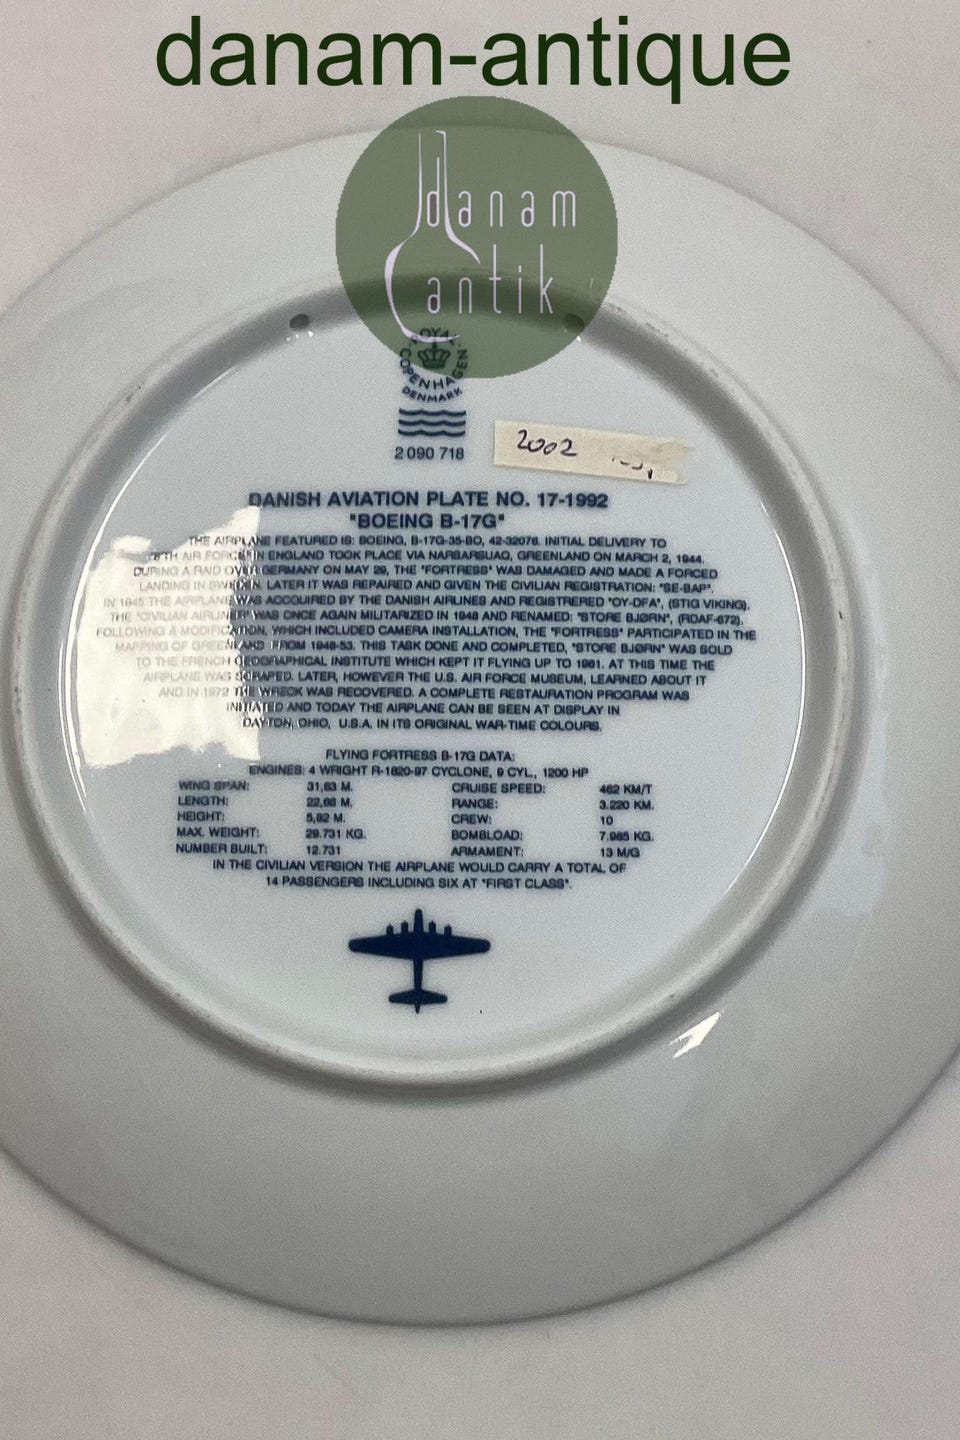 danam-antique
danam
antik
ROYAL
COPENHAGEN
DENMARK
2 090 718
2002
DANISH AVIATION PLATE NO. 17-1992
"BOEING B-17G"
THE AIRPLANE FEATURED IS: BOEING, B-17G-35-BO, 42-32076. INITIAL DELIVERY TO
8TH AIR FORCE IN ENGLAND TOOK PLACE VIA NARSARSUAQ, GREENLAND ON MARCH 2, 1944.
DURING A RAID OVER GERMANY ON MAY 29, THE "FORTRESS" WAS DAMAGED AND MADE A FORCED
LANDING IN SWEDEN. LATER IT WAS REPAIRED AND GIVEN THE CIVILIAN REGISTRATION: "SE-BAP".
IN 1945 THE AIRPLANE WAS ACCOUIRED BY THE DANISH AIRLINES AND REGISTRERED "OY-DFA", (STIG VIKING).
THE "CIVILIAN AIRLINER" WAS ONCE AGAIN MILITARIZED IN 1948 AND RENAMED: "STORE BJØRN", (RDAF-672).
FOLLOWING A MODIFICATION, WHICH INCLUDED CAMERA INSTALLATION, THE "FORTRESS" PARTICIPATED IN THE
MAPPING OF GREENLAND FROM 1948-53. THIS TASK DONE AND COMPLETED, "STORE BJØRN" WAS SOLD
TO THE FRENCH GEOGRAPHICAL INSTITUTE WHICH KEPT IT FLYING UP TO 1961. AT THIS TIME THE
AIRPLANE WAS SCRAPED. LATER, HOWEVER THE U.S. AIR FORCE MUSEUM, LEARNED ABOUT IT
AND IN 1972 THE WRECK WAS RECOVERED. A COMPLETE RESTAURATION PROGRAM WAS
INITIATED AND TODAY THE AIRPLANE CAN BE SEEN AT DISPLAY IN
DAYTON, OHIO, U.S.A. IN ITS ORIGINAL WAR-TIME COLOURS.
FLYING FORTRESS B-17G DATA:
ENGINES: 4 WRIGHT R-1820-97 CYCLONE, 9 CYL., 1200 HP
WING SPAN: 31,63 M. CRUISE SPEED: 462 KM/T
LENGTH: 22,68 M. RANGE: 3.220 KM.
HEIGHT: 5,82 M. CREW: 10
MAX. WEIGHT: 29.731 KG. BOMBLOAD: 7.985 KG.
NUMBER BUILT: 12.731 ARMAMENT: 13 M/G
IN THE CIVILIAN VERSION THE AIRPLANE WOULD CARRY A TOTAL OF
14 PASSENGERS INCLUDING SIX AT "FIRST CLASS".